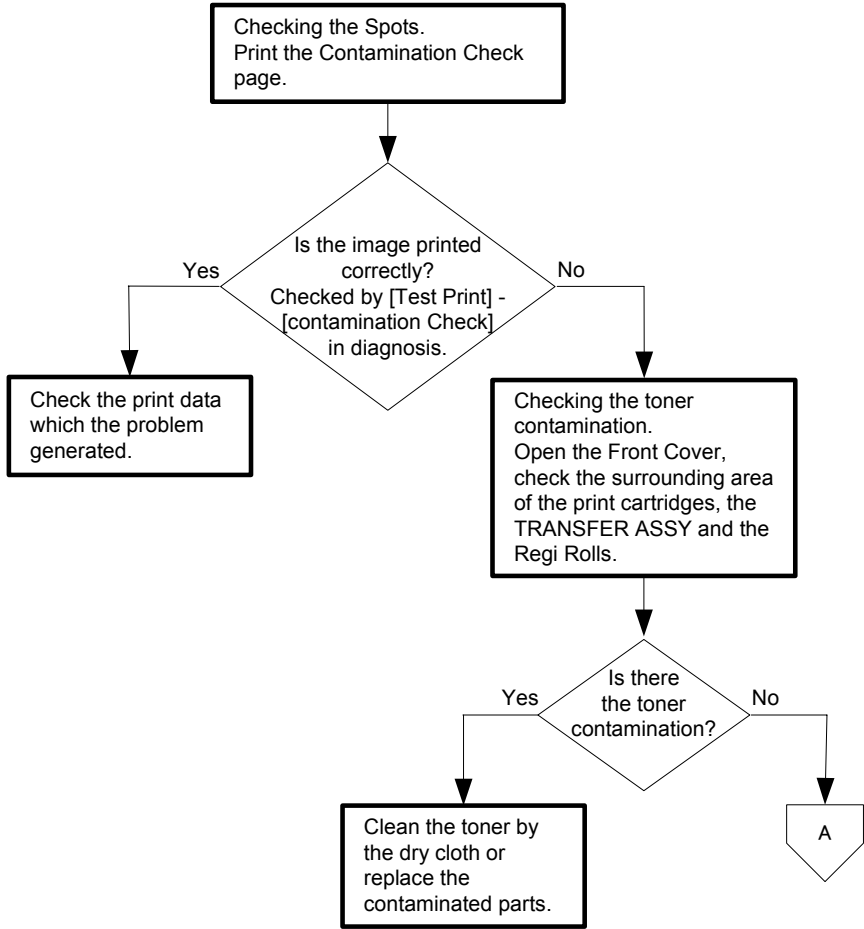 Checking the Spots.
Print the Contamination Check
page.
Is the image printed
correctly?
Checked by [Test Print] -
[contamination Check]
in diagnosis.
Yes
No
Check the print data
which the problem
generated.
Checking the toner
contamination.
Open the Front Cover,
check the surrounding area
of the print cartridges, the
TRANSFER ASSY and the
Regi Rolls.
Is there
the toner
contamination?
Yes
No
Clean the toner by
the dry cloth or
replace the
contaminated parts.
A